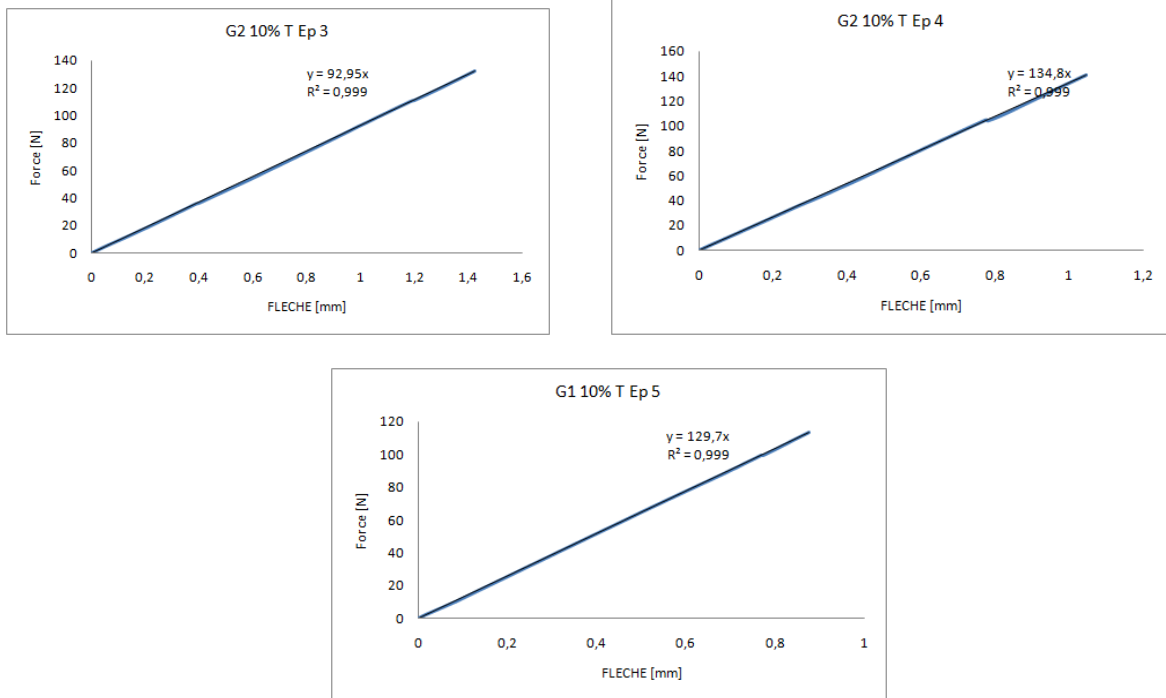 G2 10% T Ep 3
y = 92,95x
R² = 0,999
140
120
100
80
60
40
20
0
Force [N]
0 0,2 0,4 0,6 0,8 1 1,2 1,4 1,6
FLECHE [mm]
G2 10% T Ep 4
y = 134,8x
R² = 0,999
160
140
120
100
80
60
40
20
0
Force [N]
0 0,2 0,4 0,6 0,8 1 1,2
FLECHE [mm]
G1 10% T Ep 5
y = 129,7x
R² = 0,999
120
100
80
60
40
20
0
Force [N]
0 0,2 0,4 0,6 0,8 1
FLECHE [mm]